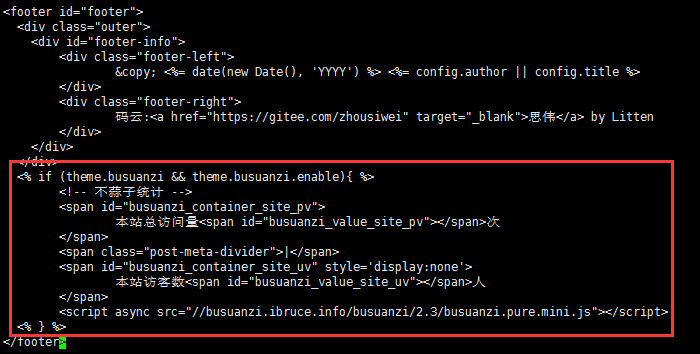 <footer id="footer">
  <div class="outer">
    <div id="footer-info">
        <div class="footer-left">
                &copy; <%= date(new Date(), 'YYYY') %> <%= config.author || config.title %>
        </div>
        <div class="footer-right">
                码云:<a href="https://gitee.com/zhousiwei" target="_blank">思伟</a> by Litten
        </div>
    </div>
  </div>
  <% if (theme.busuanzi && theme.busuanzi.enable){ %>
        <!-- 不蒜子统计 -->
        <span id="busuanzi_container_site_pv">
                本站总访问量<span id="busuanzi_value_site_pv"></span>次
        </span>
        <span class="post-meta-divider">|</span>
        <span id="busuanzi_container_site_uv" style='display:none'>
                本站访客数<span id="busuanzi_value_site_uv"></span>人
        </span>
        <script async src="//busuanzi.ibruce.info/busuanzi/2.3/busuanzi.pure.mini.js"></script>
  <% } %>
</footer>